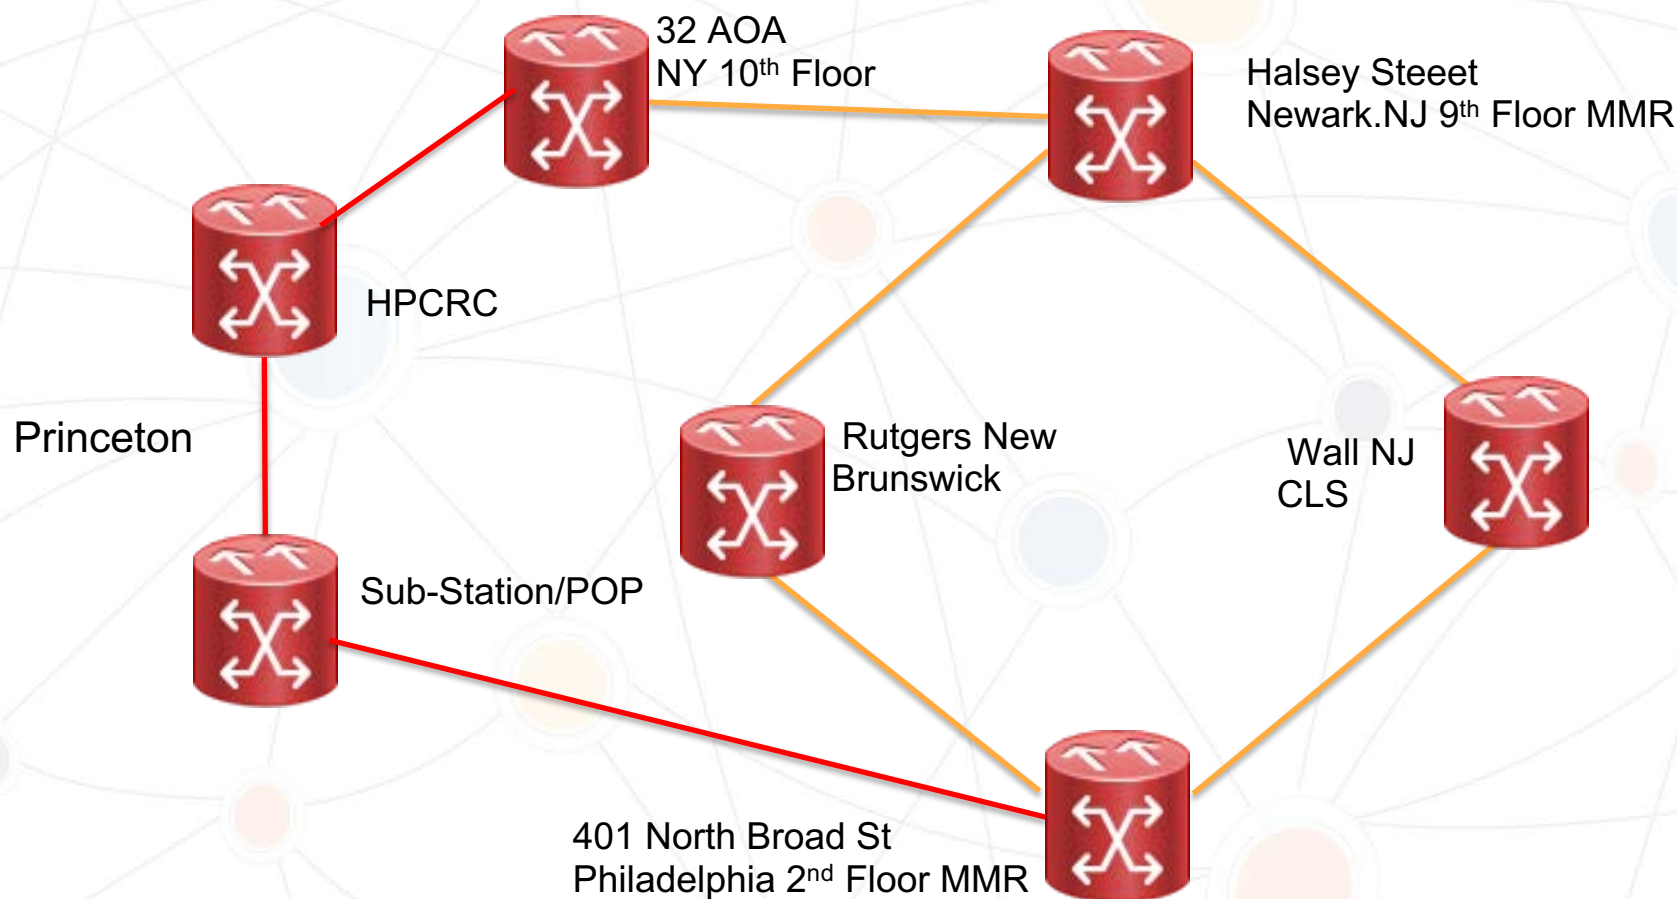 32 AOA
NY 10th Floor
Halsey Steeet
Newark.NJ 9th Floor MMR
HPCRC
Princeton
Rutgers New
Brunswick
Wall NJ
CLS
Sub-Station/POP
401 North Broad St
Philadelphia 2nd Floor MMR